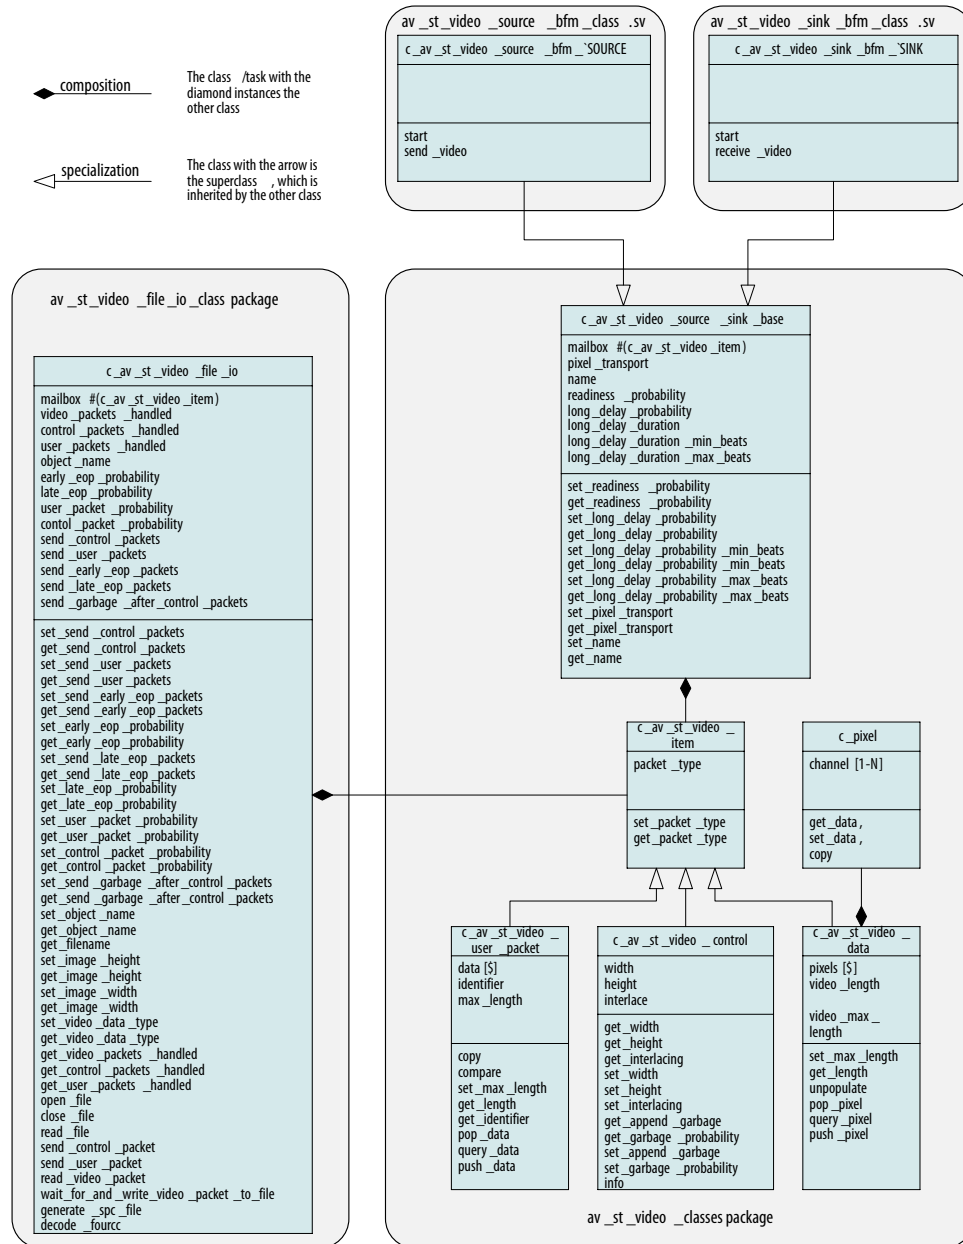 composition
The class /task with the
diamond instances the
other class
specialization
The class with the arrow is
the superclass , which is
inherited by the other class
av _st _video _source _bfm _class .sv
c _av _st _video _source _bfm _`SOURCE
start
send _video
av _st _video _sink _bfm _class .sv
c _av _st _video _sink _bfm _`SINK
start
receive _video
av _st _video _file _io _class package
c _av _st _video _file _io
mailbox #(c _av _st _video _item)
video _packets _handled
control _packets _handled
user _packets _handled
object _name
early _eop _probability
late _eop _probability
user _packet _probability
contol _packet _probability
send _control _packets
send _user _packets
send _early _eop _packets
send _late _eop _packets
send _garbage _after _control _packets
set _send _control _packets
get _send _control _packets
set _send _user _packets
get _send _user _packets
set _send _early _eop _packets
get _send _early _eop _packets
set _early _eop _probability
get _early _eop _probability
set _send _late _eop _packets
get _send _late _eop _packets
set _late _eop _probability
get _late _eop _probability
set _user _packet _probability
get _user _packet _probability
set _control _packet _probability
get _control _packet _probability
set _send _garbage _after _control _packets
get _send _garbage _after _control _packets
set _object _name
get _object _name
get _filename
set _image _height
get _image _height
set _image _width
get _image _width
set _video _data _type
get _video _data _type
get _video _packets _handled
get _control _packets _handled
get _user _packets _handled
open _file
close _file
read _file
send _control _packet
send _user _packet
read _video _packet
wait _for _and _write _video _packet _to _file
generate _spc _file
decode _fourcc
c _av _st _video _source _sink _base
mailbox #(c _av _st _video _item)
pixel _transport
name
readiness _probability
long _delay _probability
long _delay _duration
long _delay _duration _min _beats
long _delay _duration _max _beats
set _readiness _probability
get _readiness _probability
set _long _delay _probability
get _long _delay _probability
set _long _delay _probability _min _beats
get _long _delay _probability _min _beats
set _long _delay _probability _max _beats
get _long _delay _probability _max _beats
set _pixel _transport
get _pixel _transport
set _name
get _name
c _av _st _video _
item
packet _type
set _packet _type
get _packet _type
c _pixel
channel [1-N]
get _data ,
set _data ,
copy
c _av _st _video _
user _packet
data [$]
identifier
max _length
copy
compare
set _max _length
get _length
get _identifier
pop _data
query _data
push _data
c _av _st _video _ control
width
height
interlace
get _width
get _height
get _interlacing
set _width
set _height
set _interlacing
get _append _garbage
get _garbage _probability
set _append _garbage
set _garbage _probability
info
c _av _st _video _
data
pixels [$]
video _length
video _max _
length
set _max _length
get _length
unpopulate
pop _pixel
query _pixel
push _pixel
av _st _video _classes package